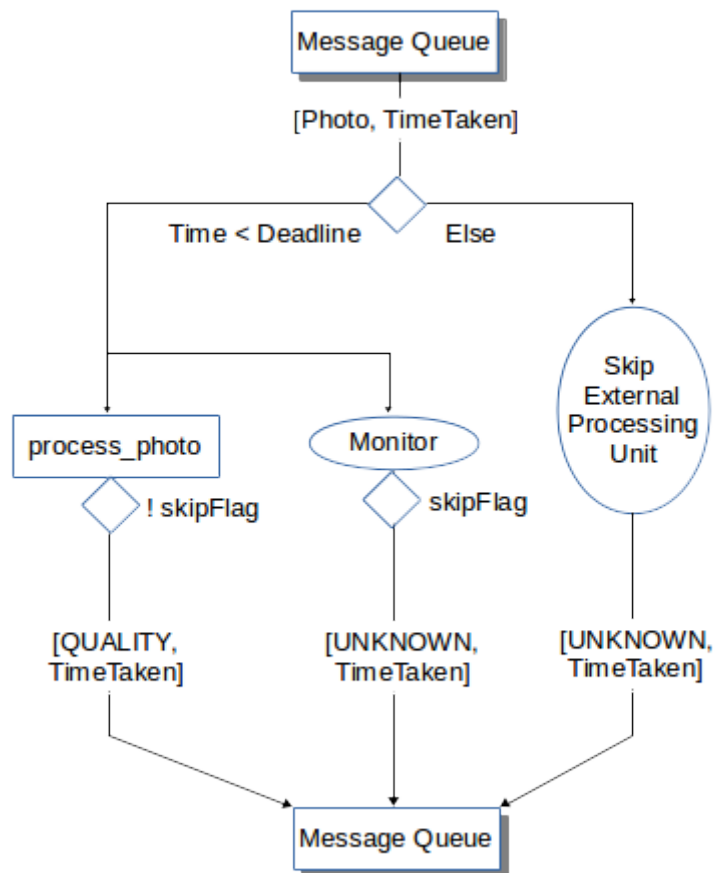 Message Queue
[Photo, TimeTaken]
Time < Deadline
Else
process_photo
Monitor
Skip
External
Processing
Unit
! skipFlag
skipFlag
[QUALITY,
TimeTaken]
[UNKNOWN,
TimeTaken]
[UNKNOWN,
TimeTaken]
Message Queue